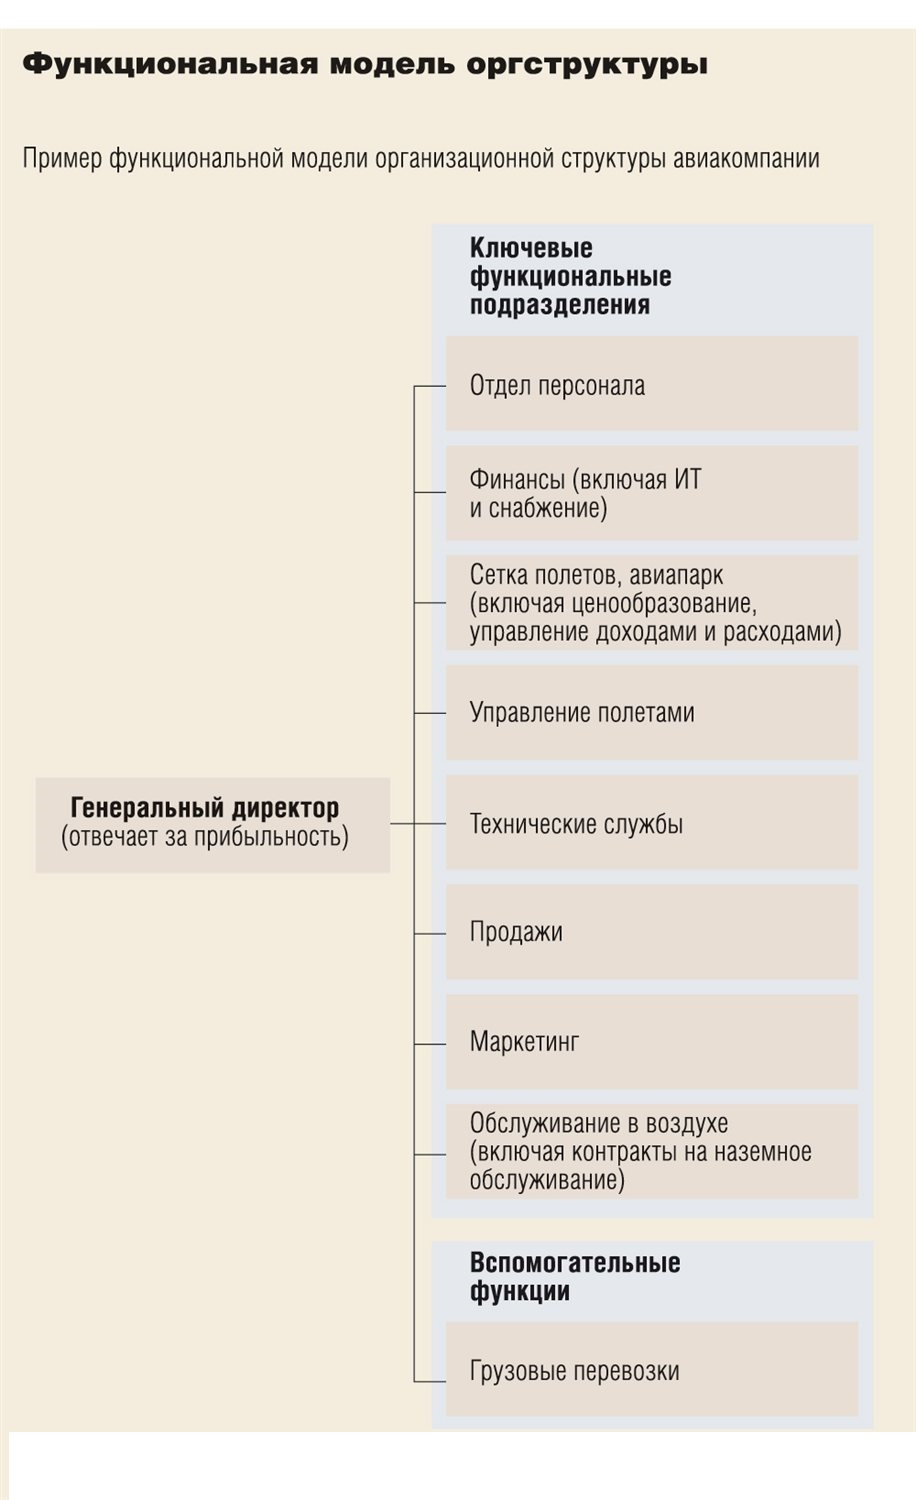 Функциональная модель оргструктуры
Пример функциональной модели организационной структуры авиакомпании
Ключевые
функциональные
подразделения
Отдел персонала
Финансы (включая ИТ
и снабжение)
Сетка полетов, авиапарк
(включая ценообразование,
управление доходами и расходами)
Управление полетами
Генеральный директор
(отвечает за прибыльность)
Технические службы
Продажи
Маркетинг
Обслуживание в воздухе
(включая контракты на наземное
обслуживание)
Вспомогательные
функции
Грузовые перевозки